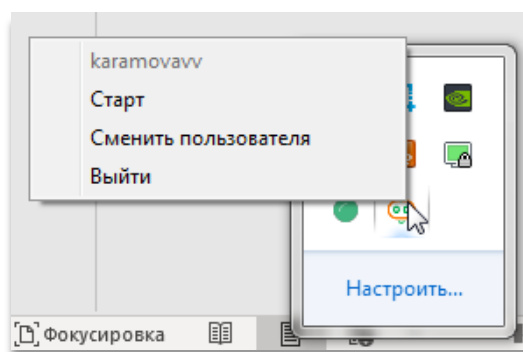 karamovavv
Старт
Сменить пользователя
Выйти
Настроить...
Фокусировка